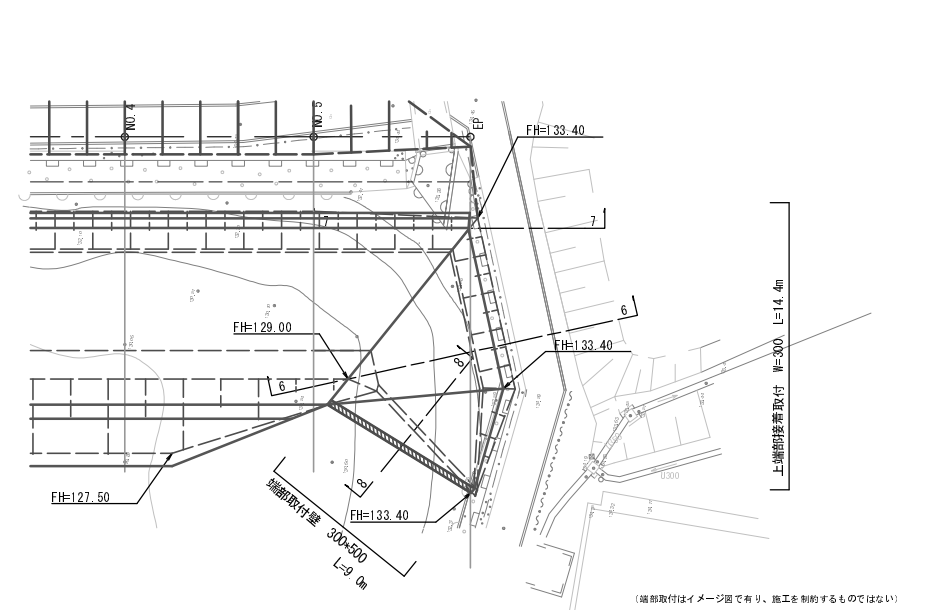 NO.4
NO.5
EP
FH=133.40
7
7
FH=129.00
6
FH=133.40
8
6
上端部接着取付 W=300、L=14.4m
8
U300
FH=127.50
FH=133.40
端部取付壁
300*500
L=9.0m
（端部取付はイメージ図で有り、施工を制約するものではない）